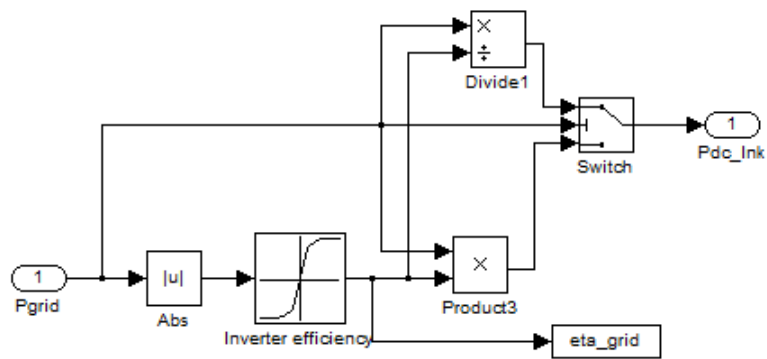 ×
÷
Divide1
Switch
1
Pdc_lnk
1
Pgrid
|u|
Abs
Inverter efficiency
×
Product3
eta_grid